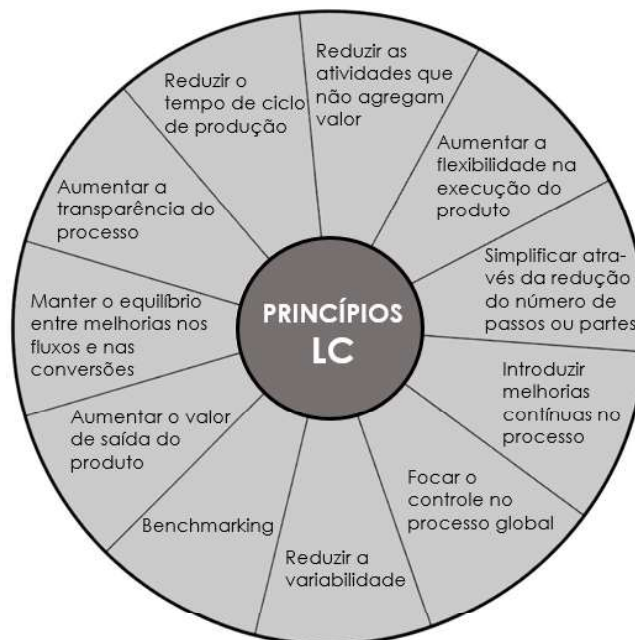 Reduzir as
atividades que
não agregam
valor
Aumentar a
flexibilidade na
execução do
produto
Simplificar atra-
vés da redução
do número de
passos ou partes
Introduzir
melhorias
contínuas no
processo
Focar o
controle no
processo global
Reduzir a
variabilidade
Benchmarking
Aumentar o valor
de saída do
produto
Manter o equilíbrio
entre melhorias nos
fluxos e nas
conversões
Aumentar a
transparência do
processo
Reduzir o
tempo de ciclo
de produção
PRINCÍPIOS
LC